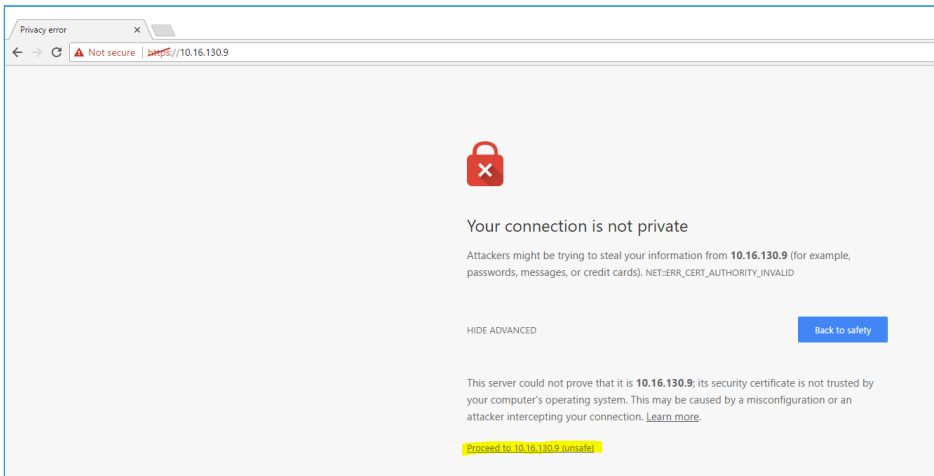 Privacy error
Not secure https://10.16.130.9
Your connection is not private
Attackers might be trying to steal your information from 10.16.130.9 (for example,
passwords, messages, or credit cards). NET::ERR_CERT_AUTHORITY_INVALID
HIDE ADVANCED Back to safety
This server could not prove that it is 10.16.130.9; its security certificate is not trusted by
your computer's operating system. This may be caused by a misconfiguration or an
attacker intercepting your connection. Learn more.
Proceed to 10.16.130.9 (unsafe)